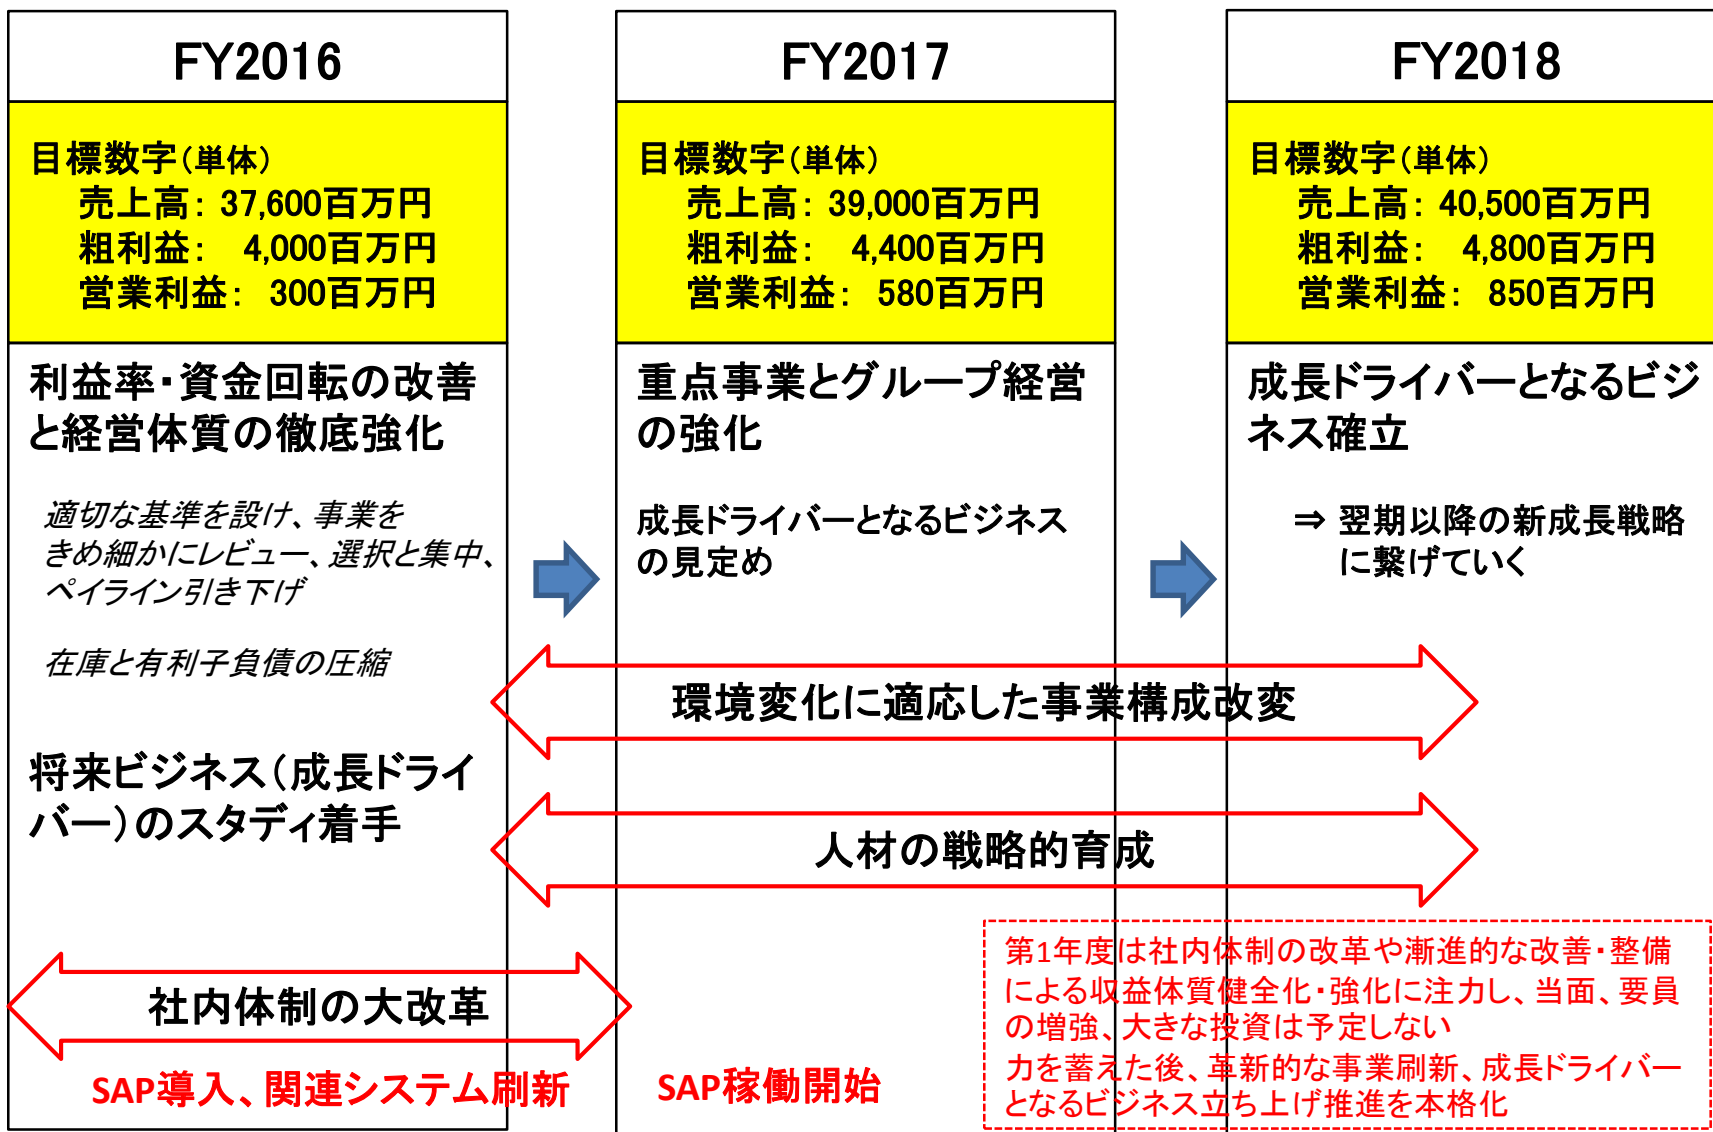 FY2016
目標数字(単体)
売上高: 37,600百万円
粗利益: 4,000百万円
営業利益: 300百万円
利益率・資金回転の改善
と経営体質の徹底強化
適切な基準を設け、事業を
きめ細かにレビュー、選択と集中、
ペイライン引き下げ
在庫と有利子負債の圧縮
将来ビジネス(成長ドライ
バー)のスタディ着手
FY2017
目標数字(単体)
売上高: 39,000百万円
粗利益: 4,400百万円
営業利益: 580百万円
重点事業とグループ経営
の強化
成長ドライバーとなるビジネス
の見定め
FY2018
目標数字(単体)
売上高: 40,500百万円
粗利益: 4,800百万円
営業利益: 850百万円
成長ドライバーとなるビジ
ネス確立
⇒ 翌期以降の新成長戦略
に繋げていく
環境変化に適応した事業構成改変
人材の戦略的育成
社内体制の大改革
SAP導入、関連システム刷新
SAP稼働開始
第1年度は社内体制の改革や漸進的な改善・整備
による収益体質健全化・強化に注力し、当面、要員
の増強、大きな投資は予定しない
力を蓄えた後、革新的な事業刷新、成長ドライバー
となるビジネス立ち上げ推進を本格化